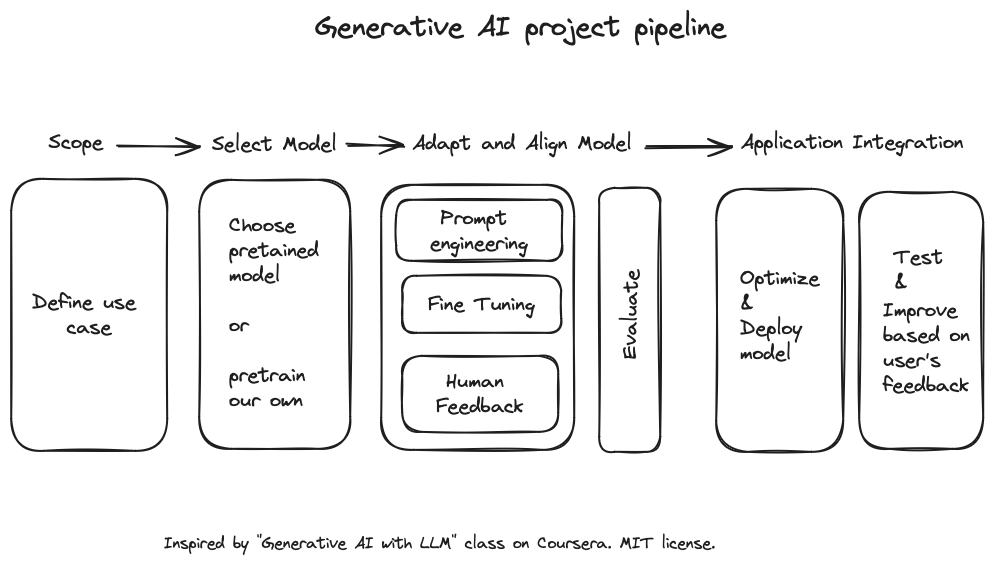 Generative AI project pipeline
Scope
Select Model
Adapt and Align Model
Application Integration
Define use
case
Choose
pretained
model
or
pretrain
our own
Prompt
engineering
Fine Tuning
Human
Feedback
Evaluate
Optimize
&
Deploy
model
Test
&
Improve
based on
user's
feedback
Inspired by "Generative AI with LLM" class on Coursera. MIT license.